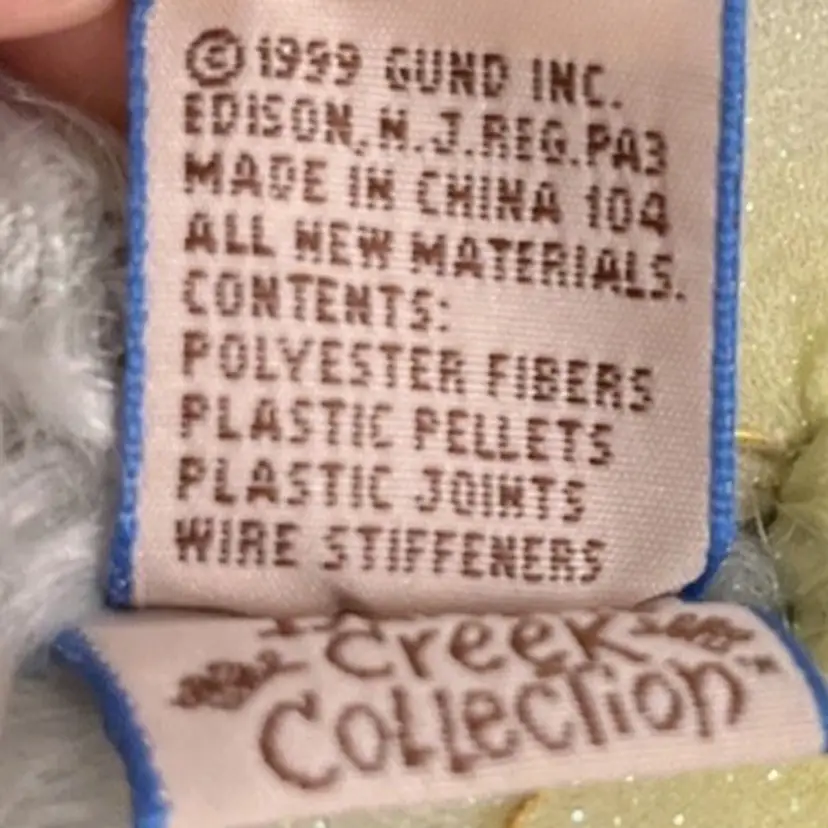 ©1999 GUND INC.
EDISON, N.J.REG.PA3
MADE IN CHINA 104
ALL NEW MATERIALS.
CONTENTS:
POLYESTER FIBERS
PLASTIC PELLETS
PLASTIC JOINTS
WIRE STIFFENERS
Creek
Collection™